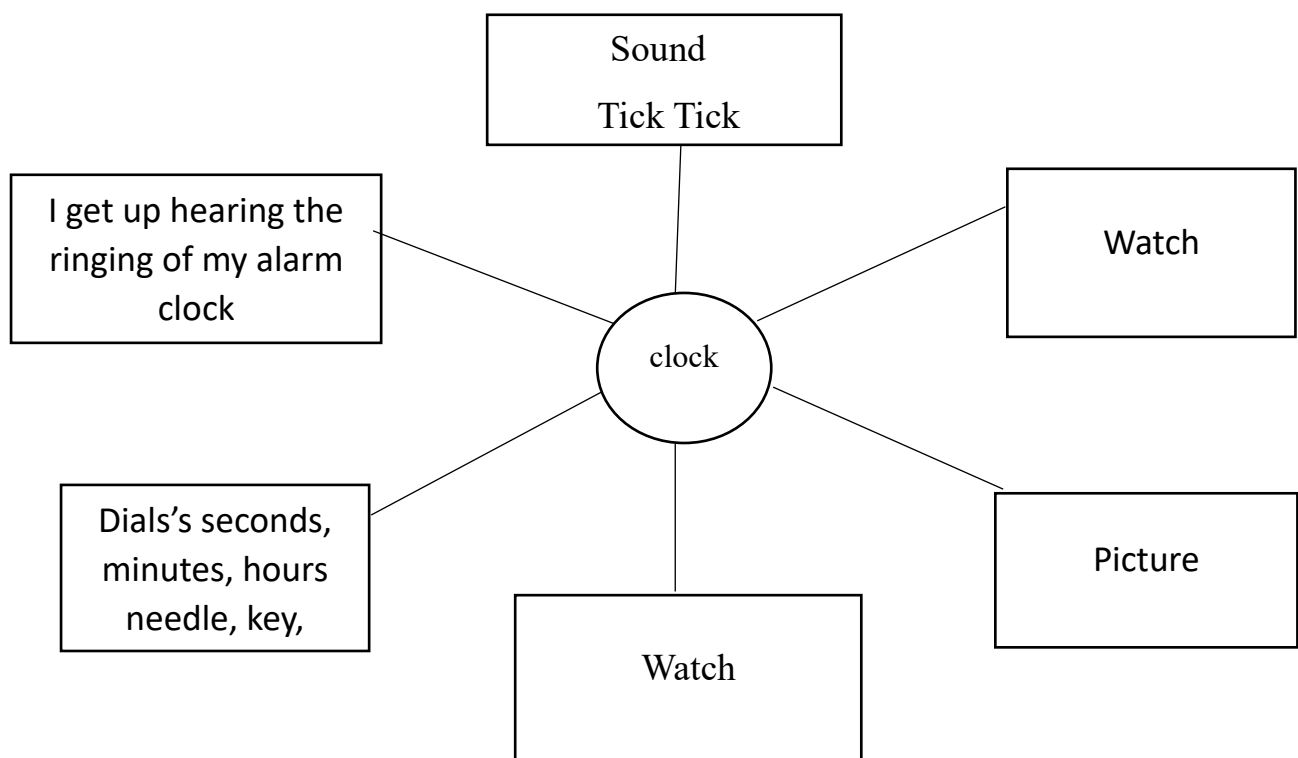 Sound
Tick Tick
I get up hearing the
ringing of my alarm
clock
Watch
clock
Dials’s seconds,
minutes, hours
needle, key,
Picture
Watch